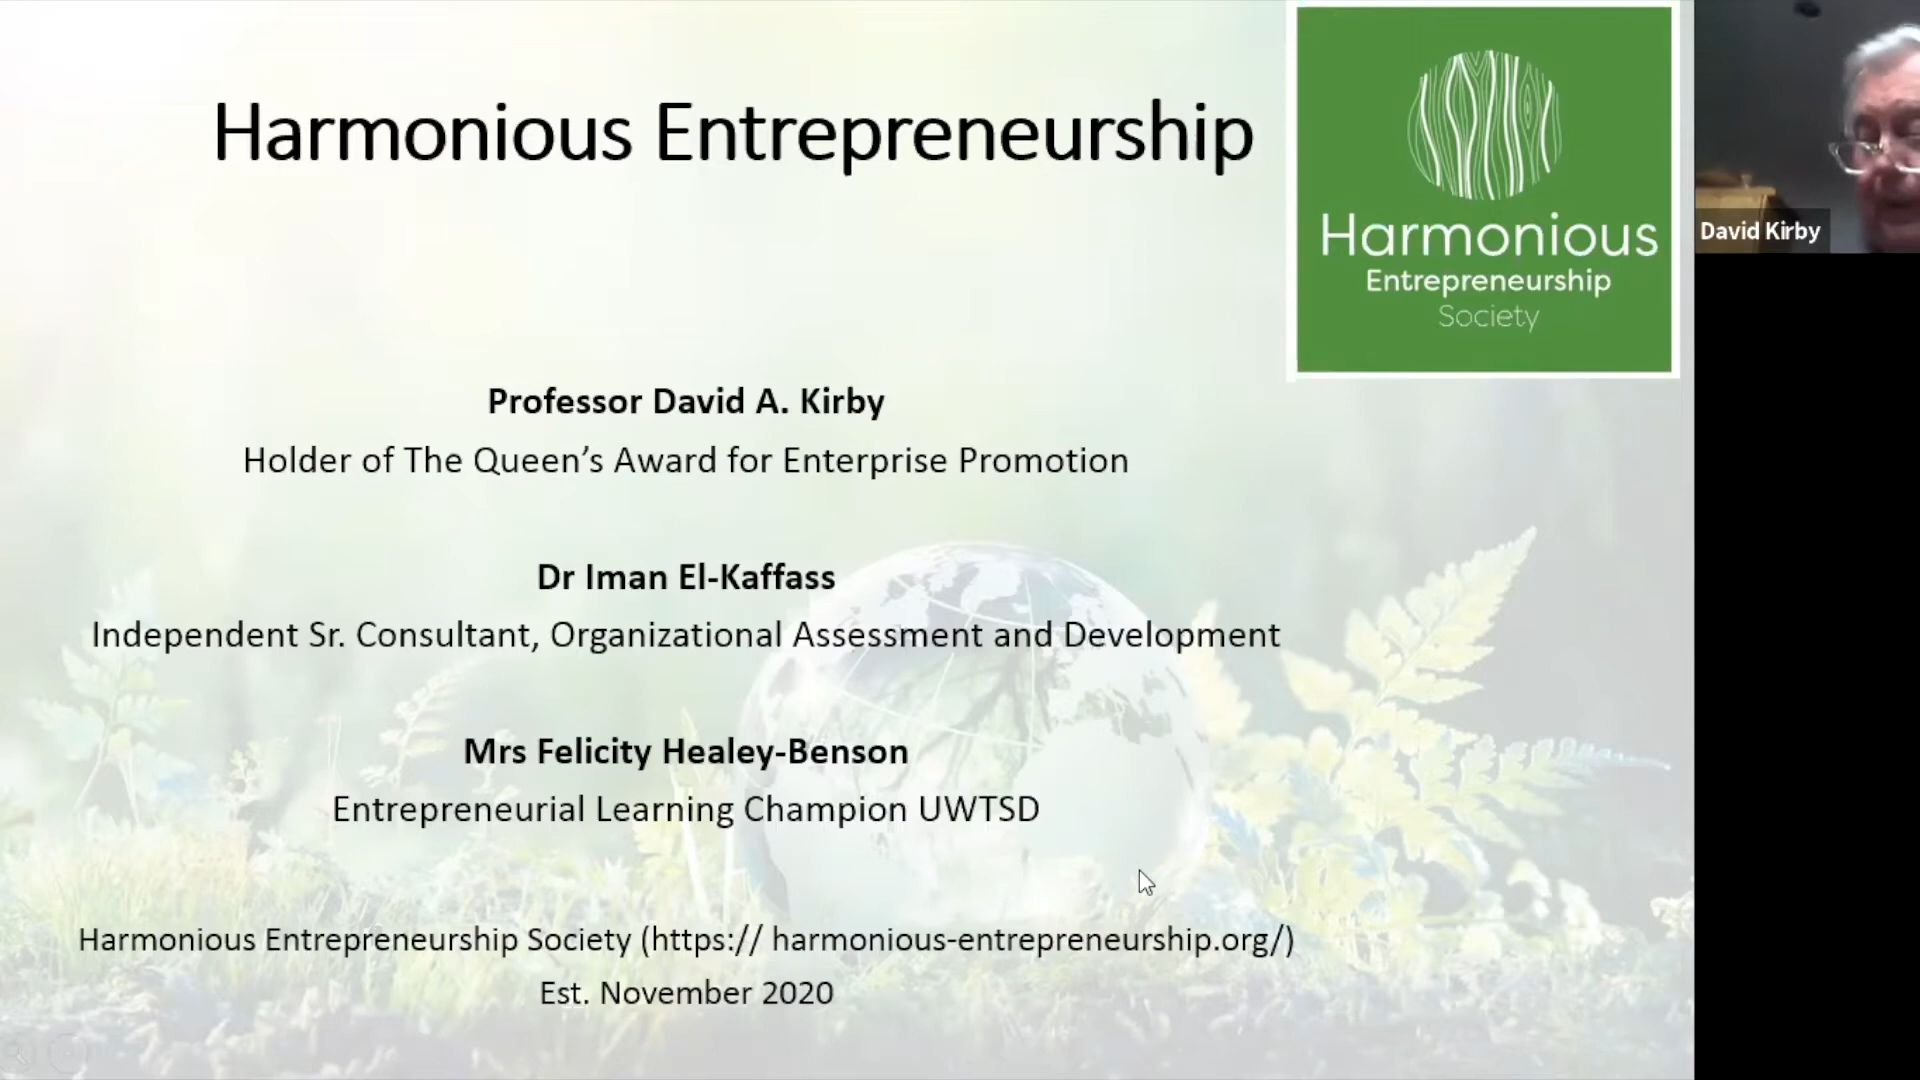 Harmonious Entrepreneurship
Harmonious
Entrepreneurship
Society
David Kirby
Professor David A. Kirby
Holder of The Queen’s Award for Enterprise Promotion
Dr Iman El-Kaffass
Independent Sr. Consultant, Organizational Assessment and Development
Mrs Felicity Healey-Benson
Entrepreneurial Learning Champion UWTSD
Harmonious Entrepreneurship Society (https:// harmonious-entrepreneurship.org/)
Est. November 2020